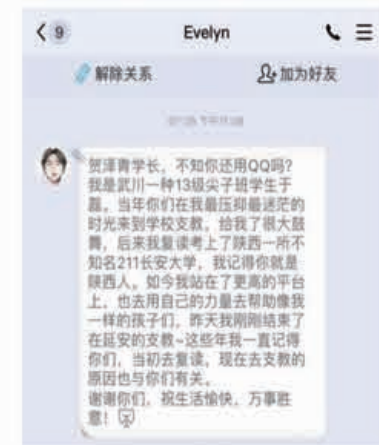 9
Evelyn
解除关系
加为好友
贺泽青学长，不知你还用QQ吗？
我是武川一种13级尖子班学生于
磊，当年你们在我最压抑最迷茫的
时光来到学校支教，给我了很大鼓
舞，后来我复读考上了陕西一所不
知名211长安大学，我记得你就是
陕西人。如今我站在了更高的平台
上，也去用自己的力量去帮助像我
一样的孩子们，昨天我刚刚结束了
在延安的支教~这些年我一直记得
你们，当初去复读，现在去支教的
原因也与你们有关。
谢谢你们，祝生活愉快，万事胜
意！